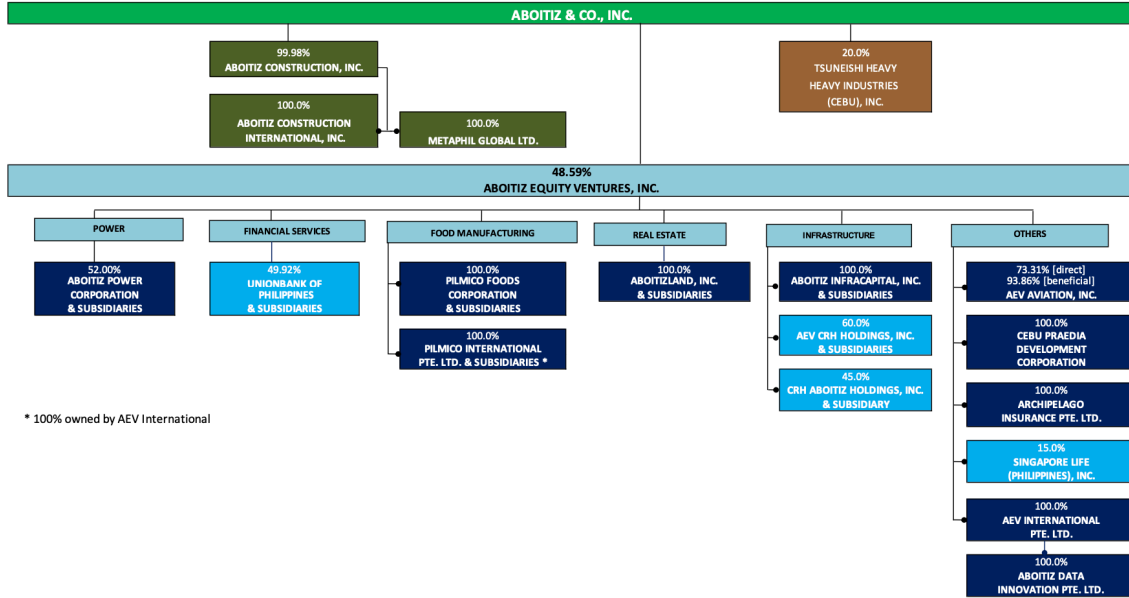 ABOITIZ & CO., INC.
99.98%
ABOITIZ CONSTRUCTION, INC.
20.0%
TSUNEISHI HEAVY
HEAVY INDUSTRIES
(CEBU), INC.
100.0%
ABOITIZ CONSTRUCTION
INTERNATIONAL, INC.
100.0%
METAPHIL GLOBAL LTD.
48.59%
ABOITIZ EQUITY VENTURES, INC.
POWER
52.00%
ABOITIZ POWER
CORPORATION
& SUBSIDIARIES
FINANCIAL SERVICES
49.92%
UNIONBANK OF
PHILIPPINES
& SUBSIDIARIES
FOOD MANUFACTURING
100.0%
PILMICO FOODS
CORPORATION
& SUBSIDIARIES
100.0%
PILMICO INTERNATIONAL
PTE. LTD. & SUBSIDIARIES *
REAL ESTATE
100.0%
ABOITIZLAND, INC.
& SUBSIDIARIES
INFRASTRUCTURE
100.0%
ABOITIZ INFRACAPITAL, INC.
& SUBSIDIARIES
60.0%
AEV CRH HOLDINGS, INC.
& SUBSIDIARIES
45.0%
CRH ABOITIZ HOLDINGS, INC.
& SUBSIDIARY
OTHERS
73.31% [direct]
93.86% [beneficial]
AEV AVIATION, INC.
100.0%
CEBU PRAEDIA
DEVELOPMENT
CORPORATION
100.0%
ARCHIPELAGO
INSURANCE PTE. LTD.
15.0%
SINGAPORE LIFE
(PHILIPPINES), INC.
100.0%
AEV INTERNATIONAL
PTE. LTD.
100.0%
ABOITIZ DATA
INNOVATION PTE. LTD.
* 100% owned by AEV International